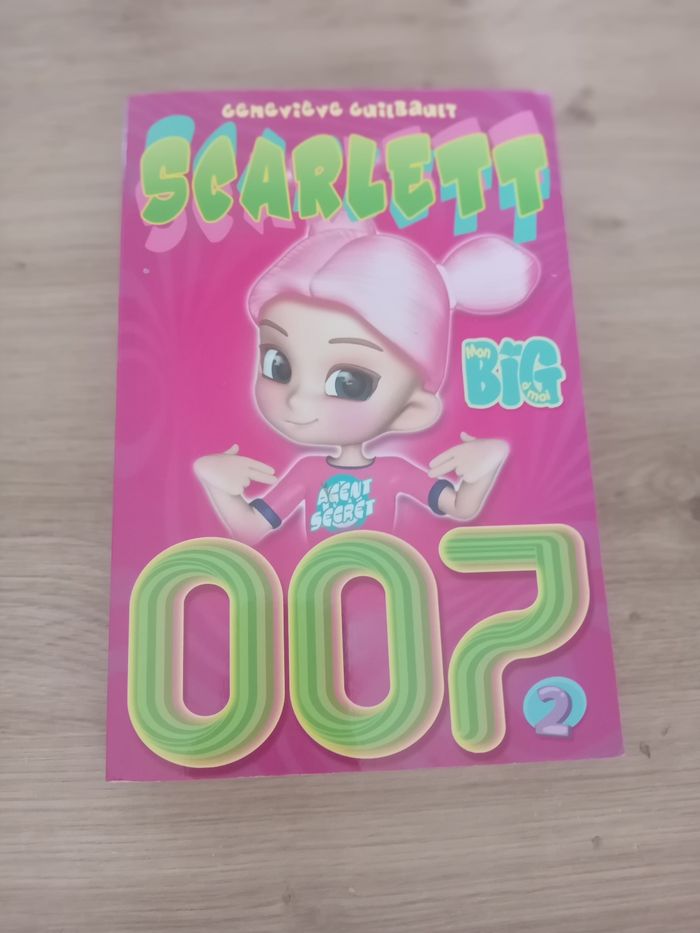 Geneviève Guilbault
SCARLETT
Mon
BIG
à moi
AGENT
SECRET
007
2